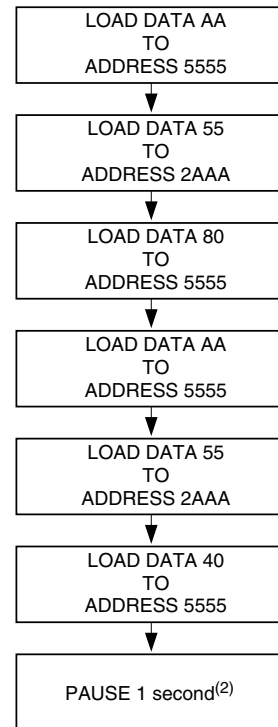 LOAD DATA AA
TO
ADDRESS 5555
LOAD DATA 55
TO
ADDRESS 2AAA
LOAD DATA 80
TO
ADDRESS 5555
LOAD DATA AA
TO
ADDRESS 5555
LOAD DATA 55
TO
ADDRESS 2AAA
LOAD DATA 40
TO
ADDRESS 5555
PAUSE 1 second(2)